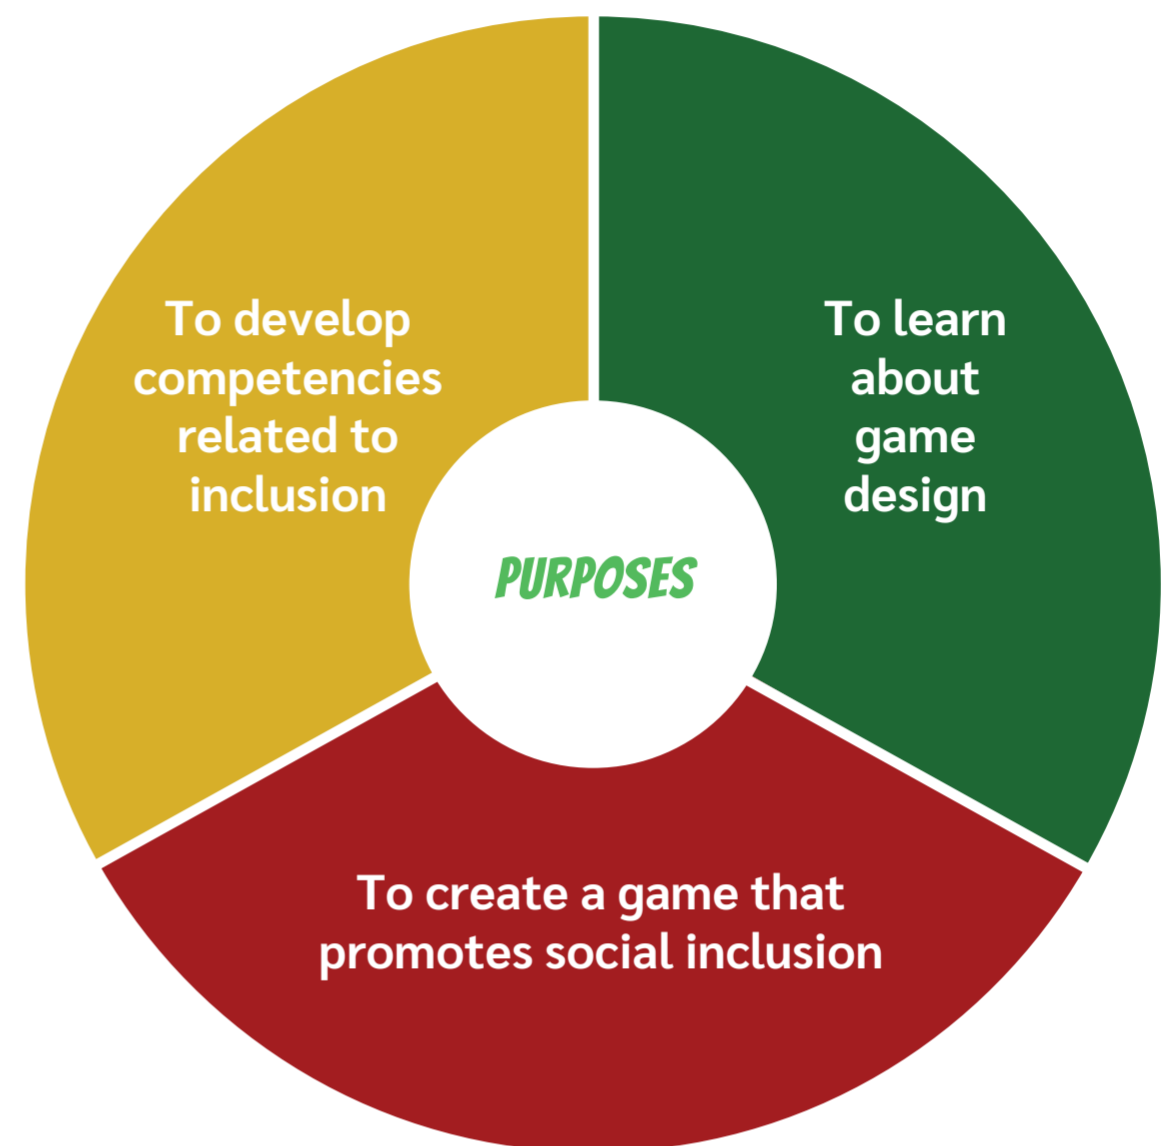 To develop
competencies
related to
inclusion
To learn
about
game
design
PURPOSES
To create a game that
promotes social inclusion